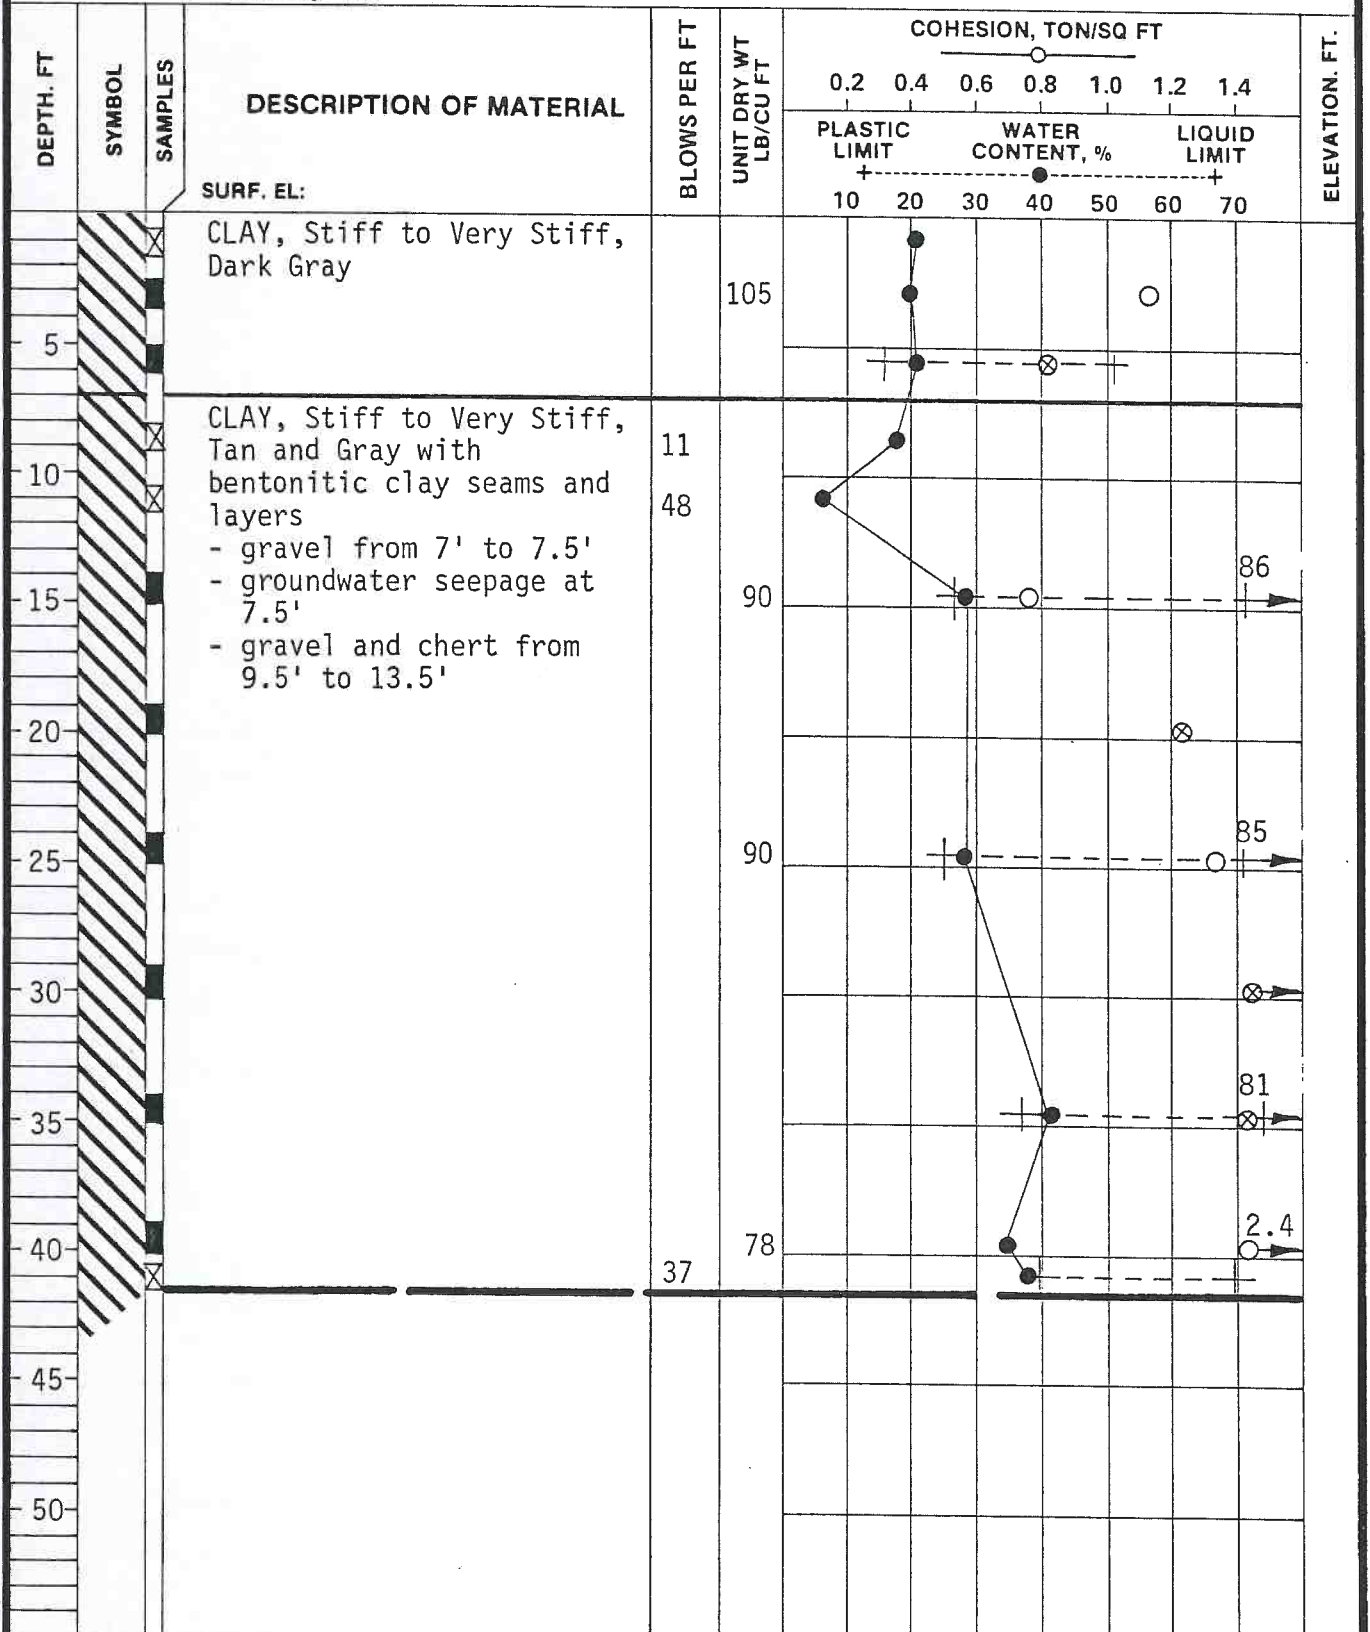 DEPTH. FT
SYMBOL
SAMPLES
DESCRIPTION OF MATERIAL
SURF. EL:
BLOWS PER FT
UNIT DRY WT
LB/CU FT
COHESION, TON/SQ FT
0.2 0.4 0.6 0.8 1.0 1.2 1.4
PLASTIC
LIMIT
WATER
CONTENT, %
LIQUID
LIMIT
10 20 30 40 50 60 70
ELEVATION. FT.
CLAY, Stiff to Very Stiff,
Dark Gray
105
5
CLAY, Stiff to Very Stiff,
Tan and Gray with
bentonitic clay seams and
layers
- gravel from 7' to 7.5'
- groundwater seepage at
7.5'
- gravel and chert from
9.5' to 13.5'
11
10
48
86
15
90
20
85
25
90
30
81
35
2.4
40
78
37
45
50